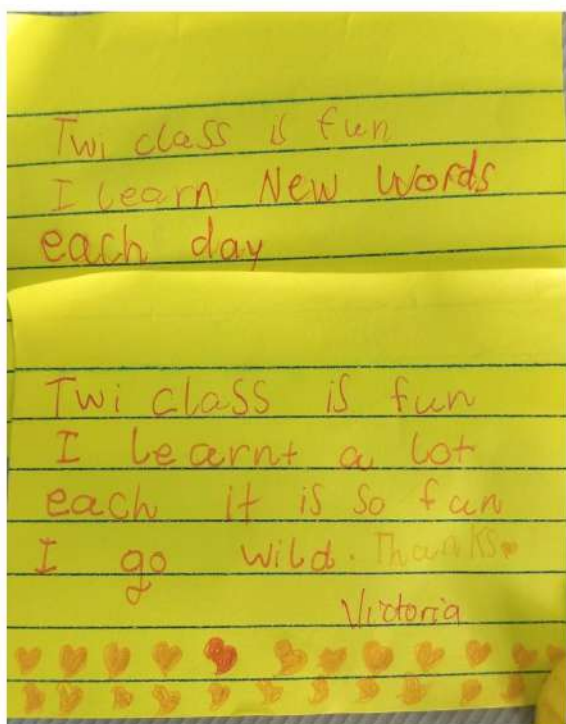 Twi class is fun
I learn New Words
each day
Twi class is fun
I learnt a lot
each it is so fun
I go wild. Thanks
Victoria